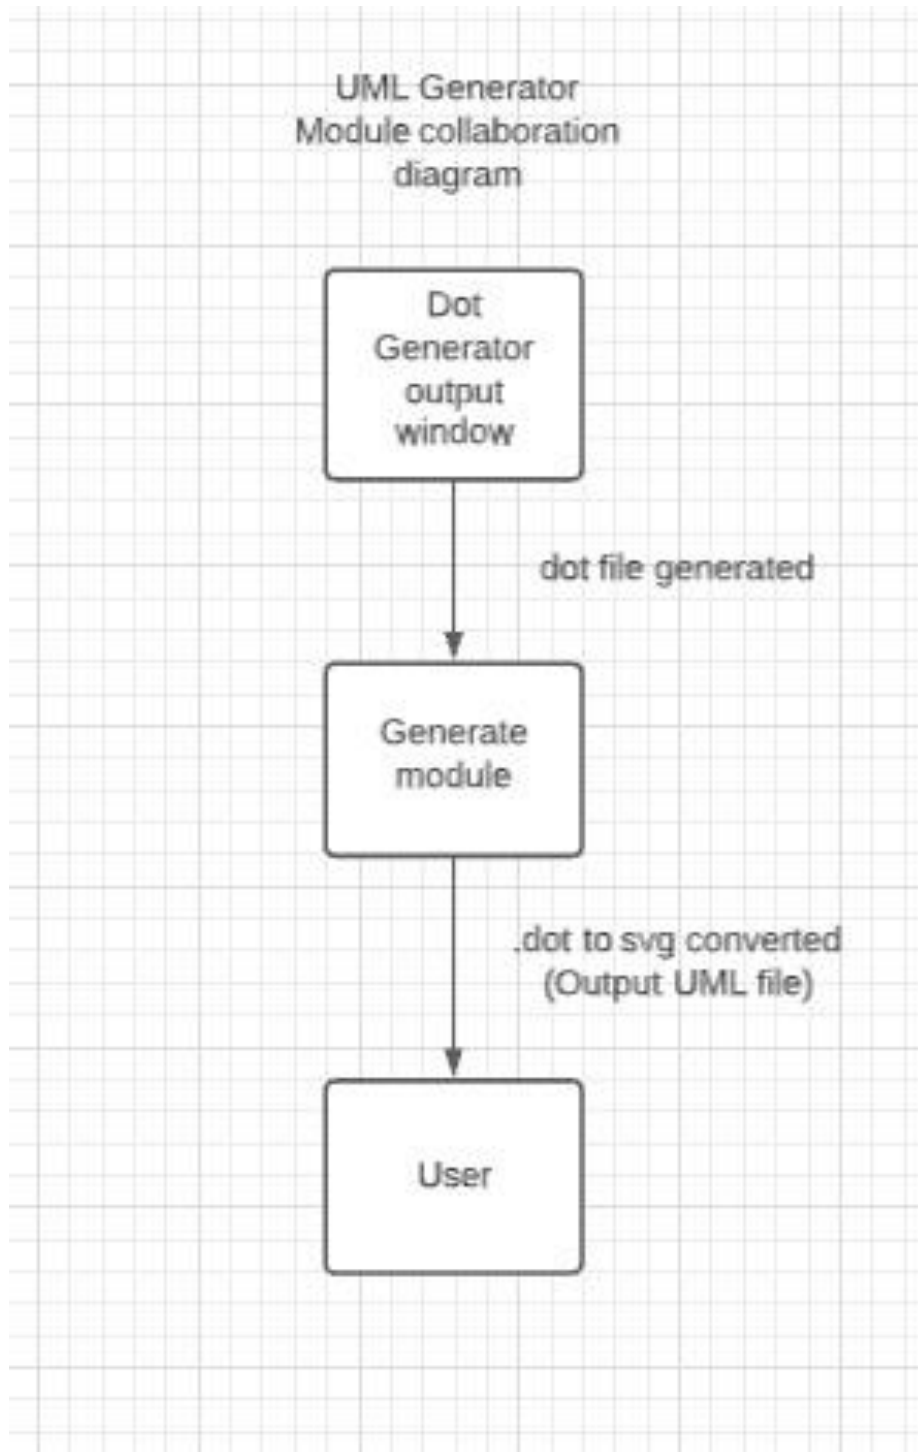 UML Generator
Module collaboration
diagram
Dot
Generator
output
window
dot file generated
Generate
module
.dot to svg converted
(Output UML file)
User